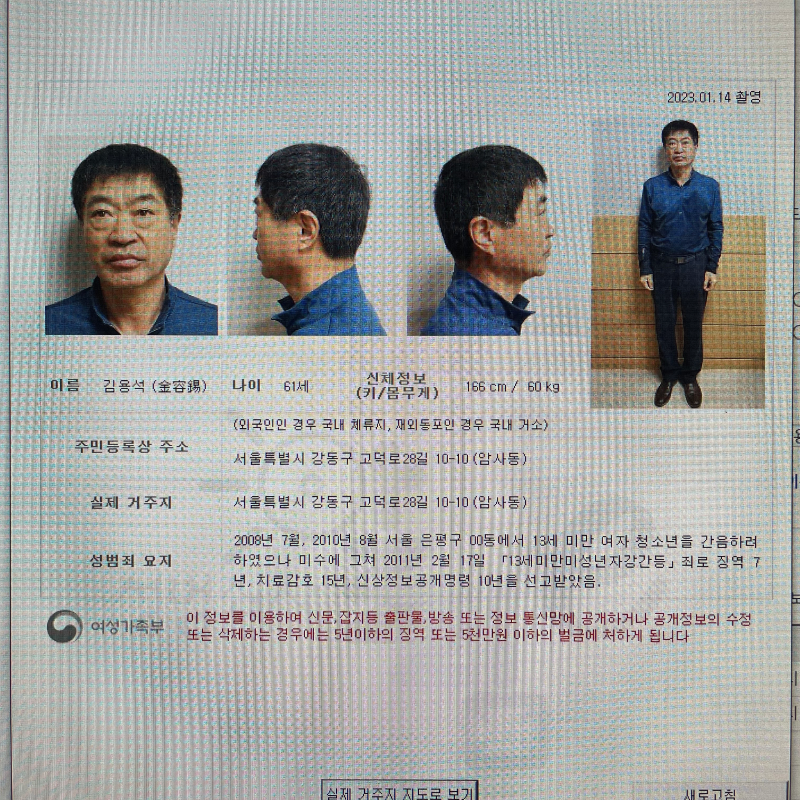 2023.01.14 촬영
이름 김용석 (金容錫) 나이 61세 신체정보 (키/몸무게) 166 cm / 60 kg
주민등록상 주소 (외국인인 경우 국내 체류지, 재외동포인 경우 국내 거소)
서울특별시 강동구 고덕로28길 10-10 (암사동)
실제 거주지 서울특별시 강동구 고덕로28길 10-10 (암사동)
성범죄 요지 2008년 7월, 2010년 8월 서울 은평구 00동에서 13세 미만 여자 청소년을 간음하려
하였으나 미수에 그쳐 2011년 2월 17일 「13세미만미성년자강간등」죄로 징역 7
년, 치료감호 15년, 신상정보공개명령 10년을 선고받았음.
여성가족부 이 정보를 이용하여 신문,잡지등 출판물,방송 또는 정보 통신망에 공개하거나 공개정보의 수정
또는 삭제하는 경우에는 5년이하의 징역 또는 5천만원 이하의 벌금에 처하게 됩니다
실제 거주지 지도로 보기 새로고침